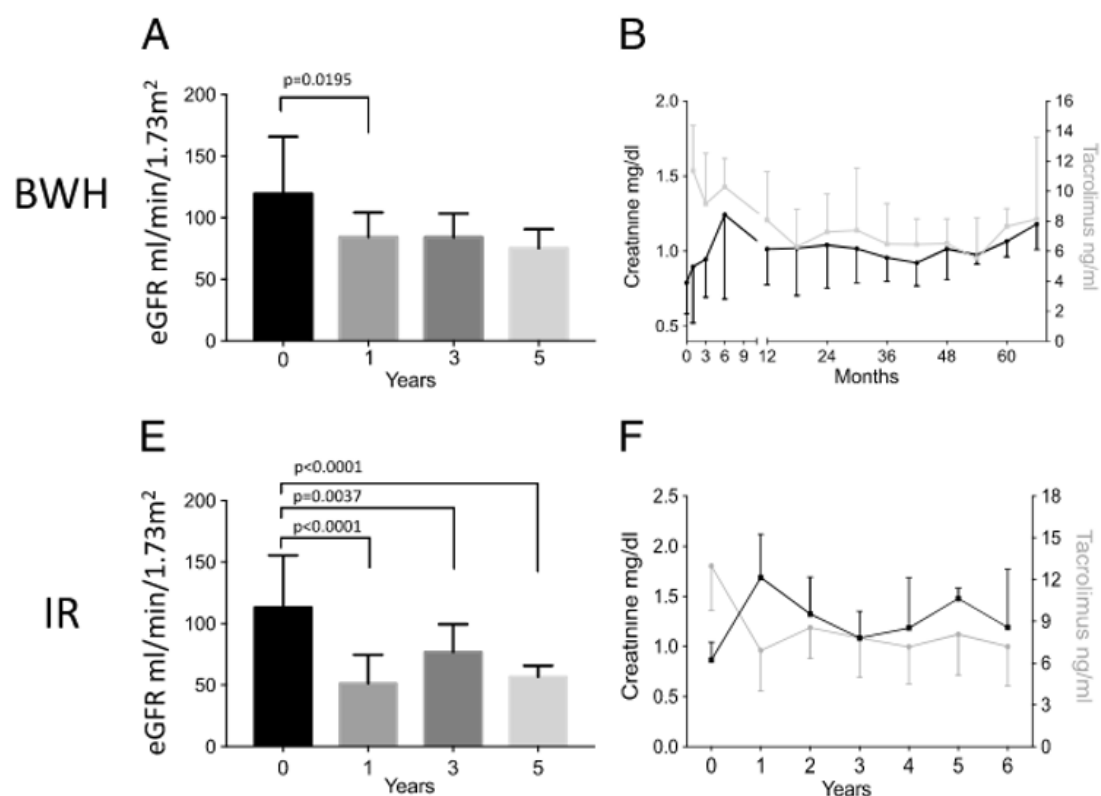 A
B
BWH
p=0.0195
eGFR ml/min/1.73m²
200
150
100
50
0
0 1 3 5
Years
Creatinine mg/dl
2.0
1.5
1.0
0.5
0 3 6 9 12 24 36 48 60
Months
16
14
12
10
8
6
4
2
0
Tacrolimus ng/ml
E
F
IR
p<0.0001
p=0.0037
p<0.0001
eGFR ml/min/1.73m²
200
150
100
50
0
0 1 3 5
Years
Creatinine mg/dl
2.5
2.0
1.5
1.0
0.5
0.0
0 1 2 3 4 5 6
Years
18
15
12
9
6
3
0
Tacrolimus ng/ml